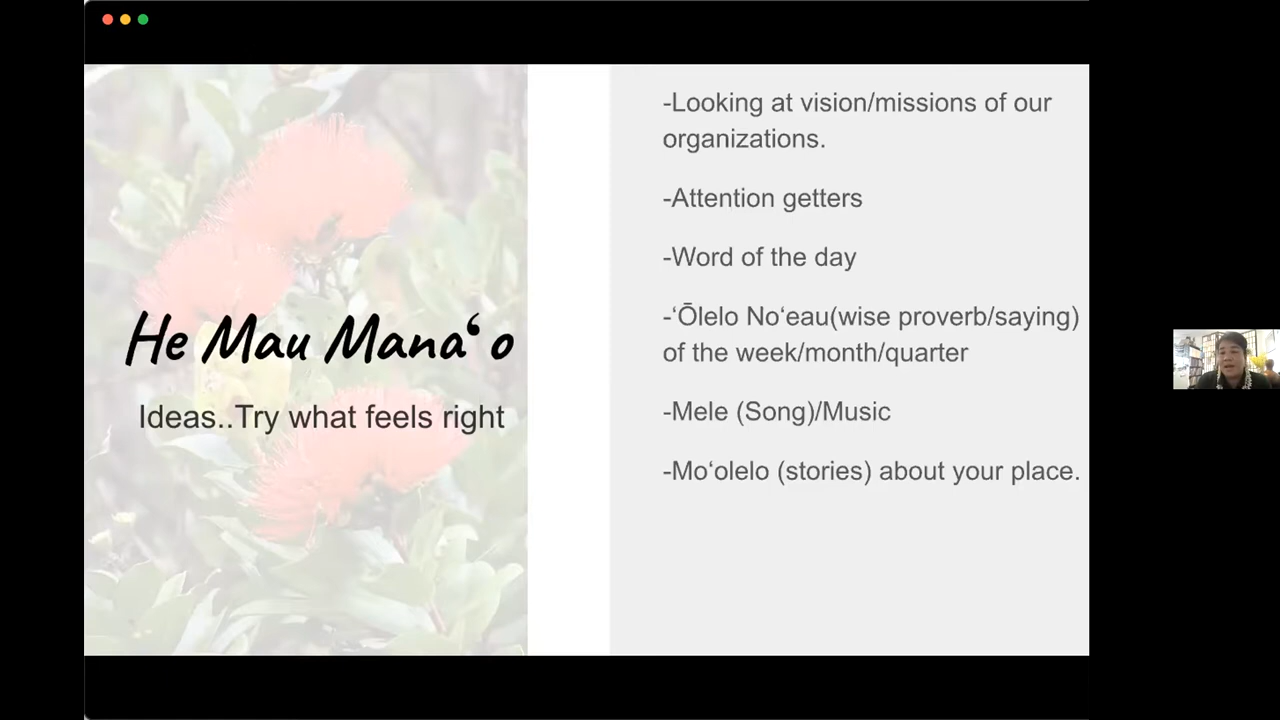 He Mau Manaʻo
Ideas..Try what feels right
-Looking at vision/missions of our
organizations.
-Attention getters
-Word of the day
-ʻŌlelo Noʻeau(wise proverb/saying)
of the week/month/quarter
-Mele (Song)/Music
-Moʻolelo (stories) about your place.